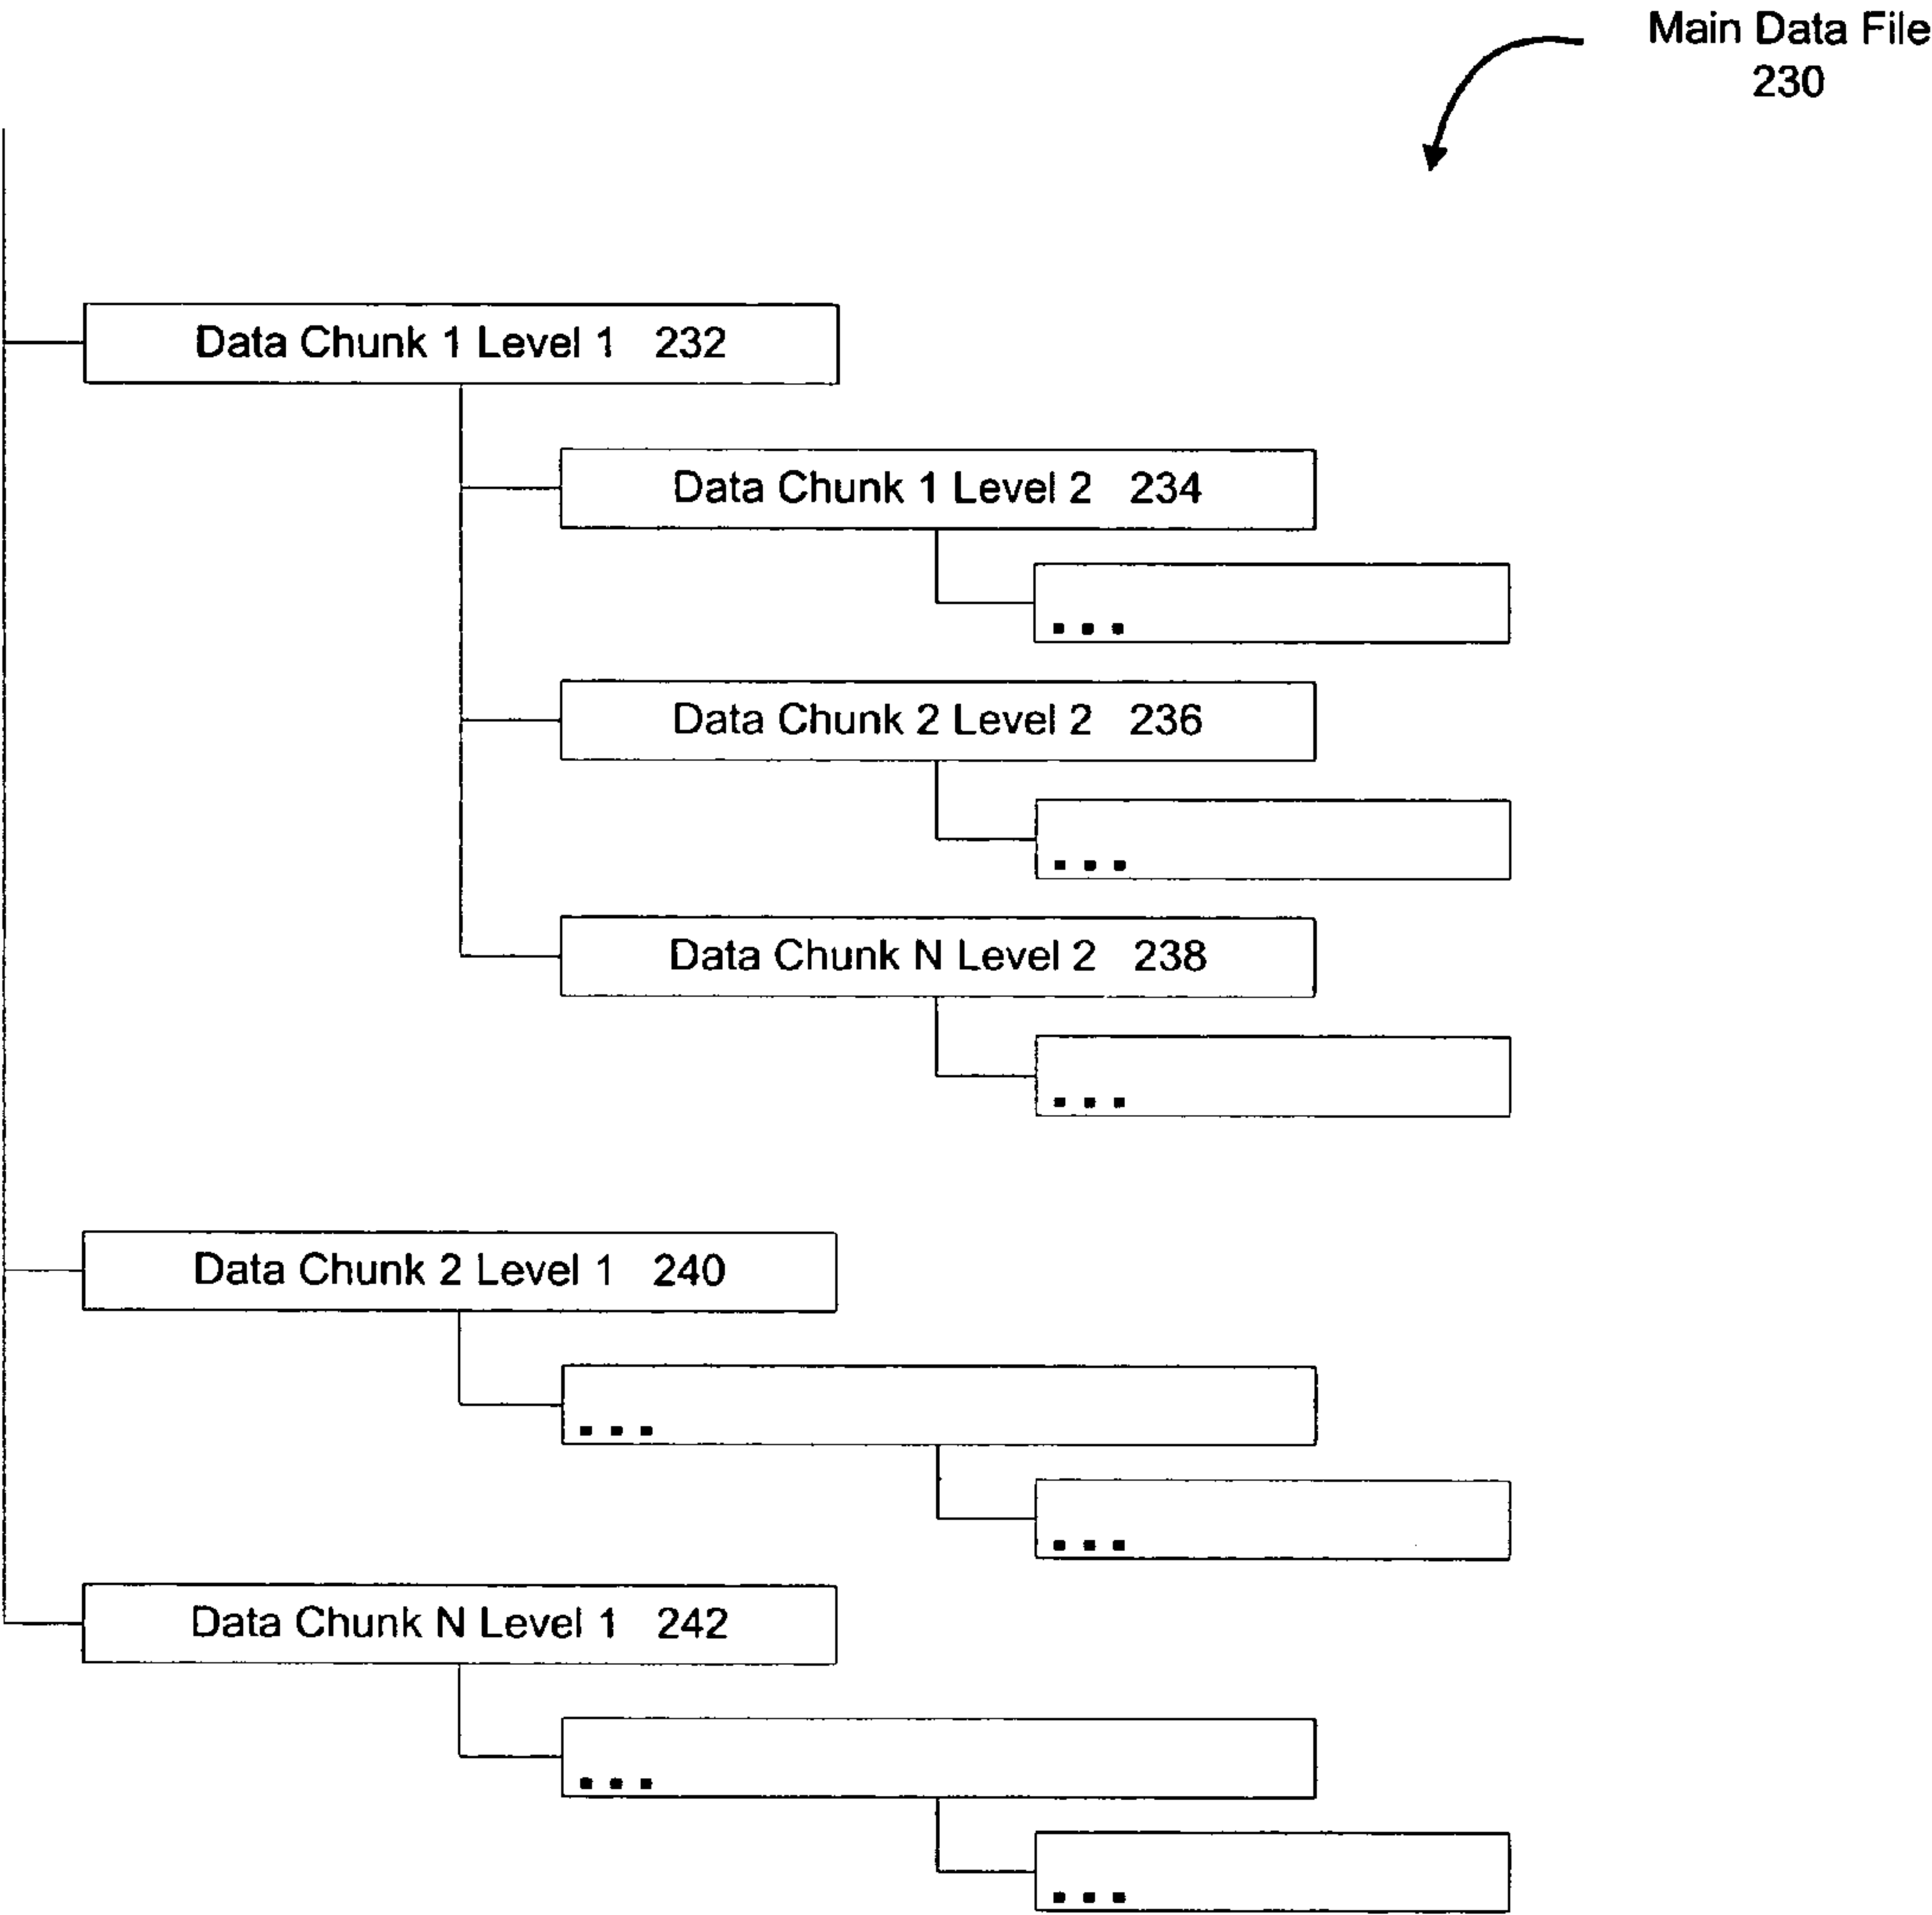 Main Data File
230
Data Chunk 1 Level 1 232
Data Chunk 1 Level 2 234
...
Data Chunk 2 Level 2 236
...
Data Chunk N Level 2 238
...
Data Chunk 2 Level 1 240
...
...
Data Chunk N Level 1 242
...
...